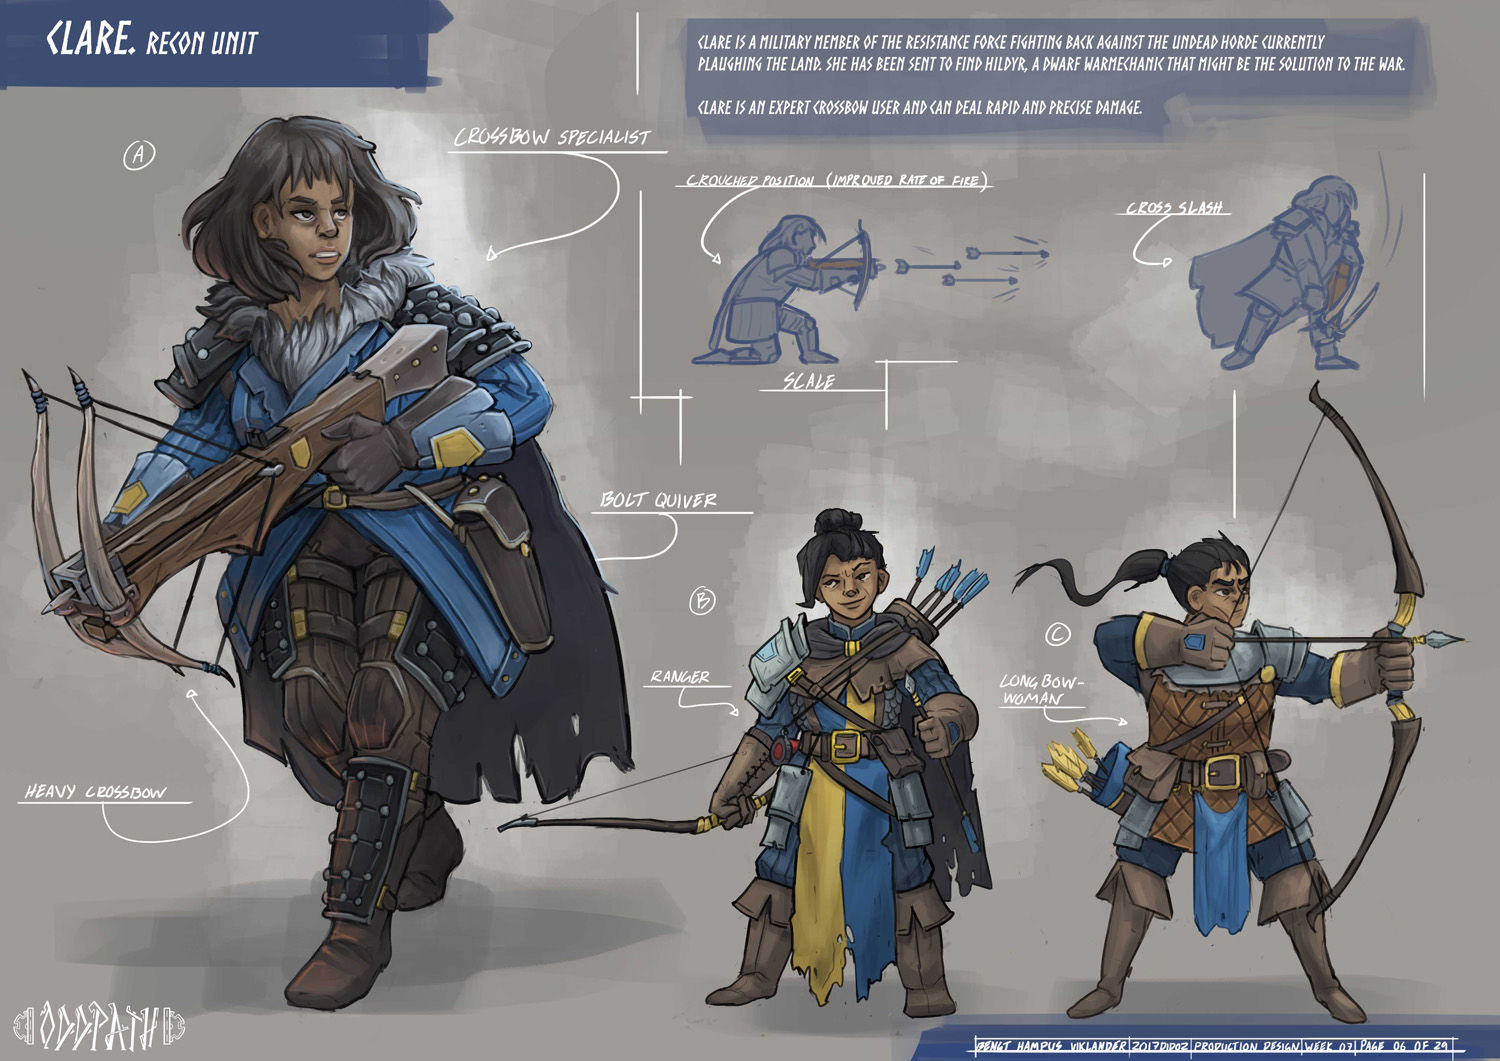 CLARE. RECON UNIT
CLARE IS A MILITARY MEMBER OF THE RESISTANCE FORCE FIGHTING BACK AGAINST THE UNDEAD HORDE CURRENTLY
PLAUGHING THE LAND. SHE HAS BEEN SENT TO FIND HILDYR, A DWARF WARMECHANIC THAT MIGHT BE THE SOLUTION TO THE WAR.
CLARE IS AN EXPERT CROSSBOW USER AND CAN DEAL RAPID AND PRECISE DAMAGE.
A
CROSSBOW SPECIALIST
CROUCHED POSITION (IMPROVED RATE OF FIRE)
CROSS SLASH
SCALE
BOLT QUIVER
B
RANGER
C
LONGBOW-
WOMAN
HEAVY CROSSBOW
ODDPATH
BENGT HAMPUS VIKLANDER | 2017DIP02 | PRODUCTION DESIGN | WEEK 07 | PAGE 06 OF 29